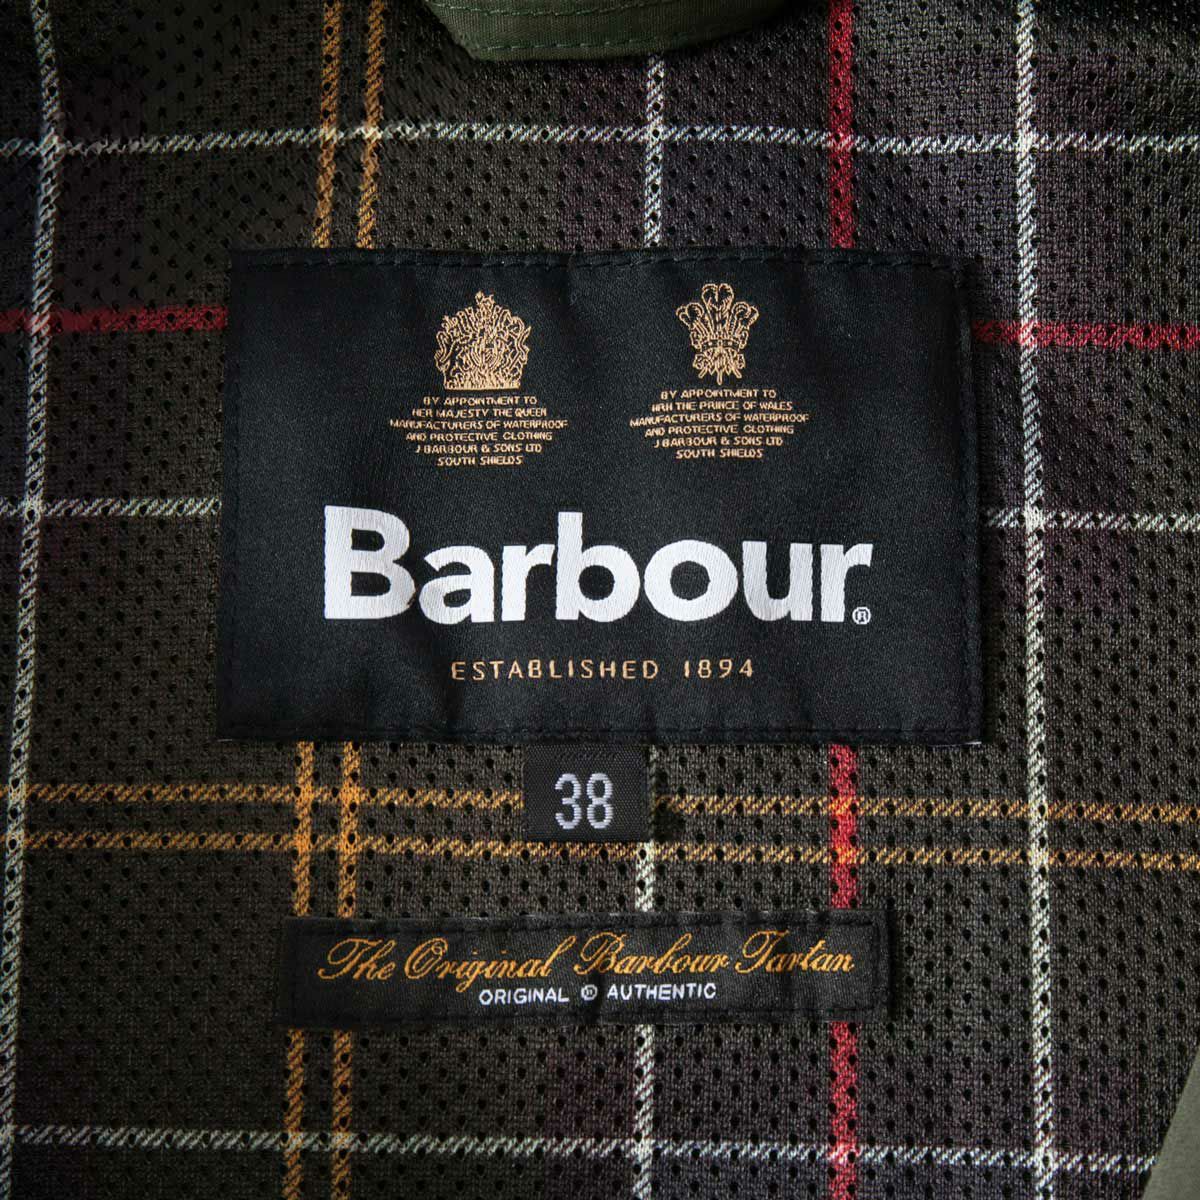 BY APPOINTMENT TO
HER MAJESTY THE QUEEN
MANUFACTURERS OF WATERPROOF
AND PROTECTIVE CLOTHING
J BARBOUR & SONS LTD
SOUTH SHIELDS
BY APPOINTMENT TO
HRH THE PRINCE OF WALES
MANUFACTURERS OF WATERPROOF
AND PROTECTIVE CLOTHING
J BARBOUR & SONS LTD
SOUTH SHIELDS
Barbour®
ESTABLISHED 1894
38
The Original Barbour Tartan
ORIGINAL ® AUTHENTIC